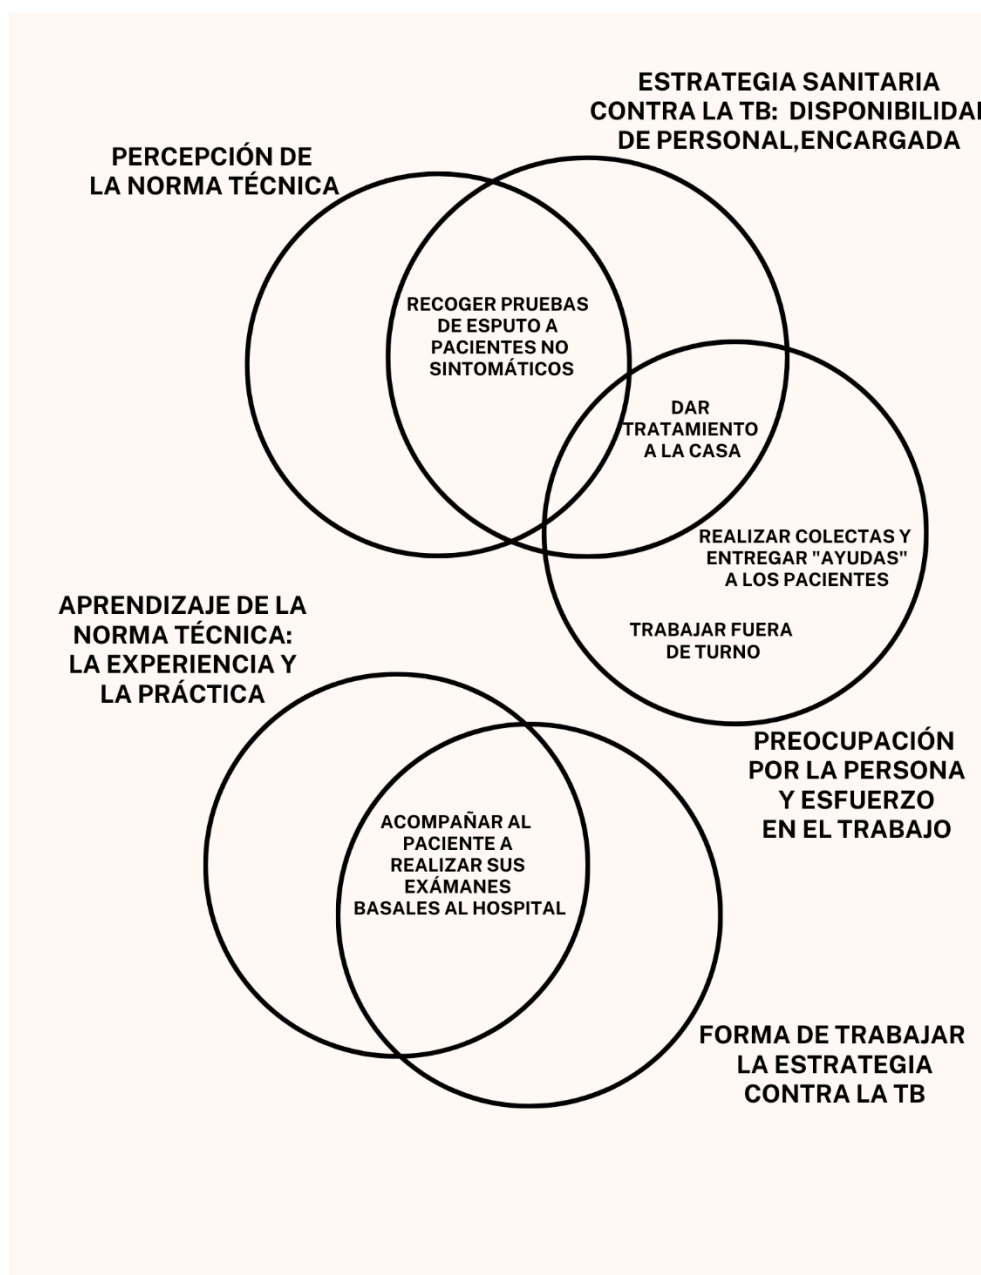 ESTRATEGIA SANITARIA
CONTRA LA TB:  DISPONIBILIDA
DE PERSONAL,ENCARGADA
PERCEPCIÓN DE
LA NORMA TÉCNICA
RECOGER PRUEBAS
DE ESPUTO A
PACIENTES NO
SINTOMÁTICOS
DAR
TRATAMIENTO
A LA CASA
REALIZAR COLECTAS Y
ENTREGAR "AYUDAS"
A LOS PACIENTES
TRABAJAR FUERA
DE TURNO
APRENDIZAJE DE LA
NORMA TÉCNICA:
LA EXPERIENCIA Y
LA PRÁCTICA
PREOCUPACIÓN
POR LA PERSONA
Y ESFUERZO
EN EL TRABAJO
ACOMPAÑAR AL
PACIENTE A
REALIZAR SUS
EXÁMANES
BASALES AL HOSPITAL
FORMA DE TRABAJAR
LA ESTRATEGIA
CONTRA LA TB